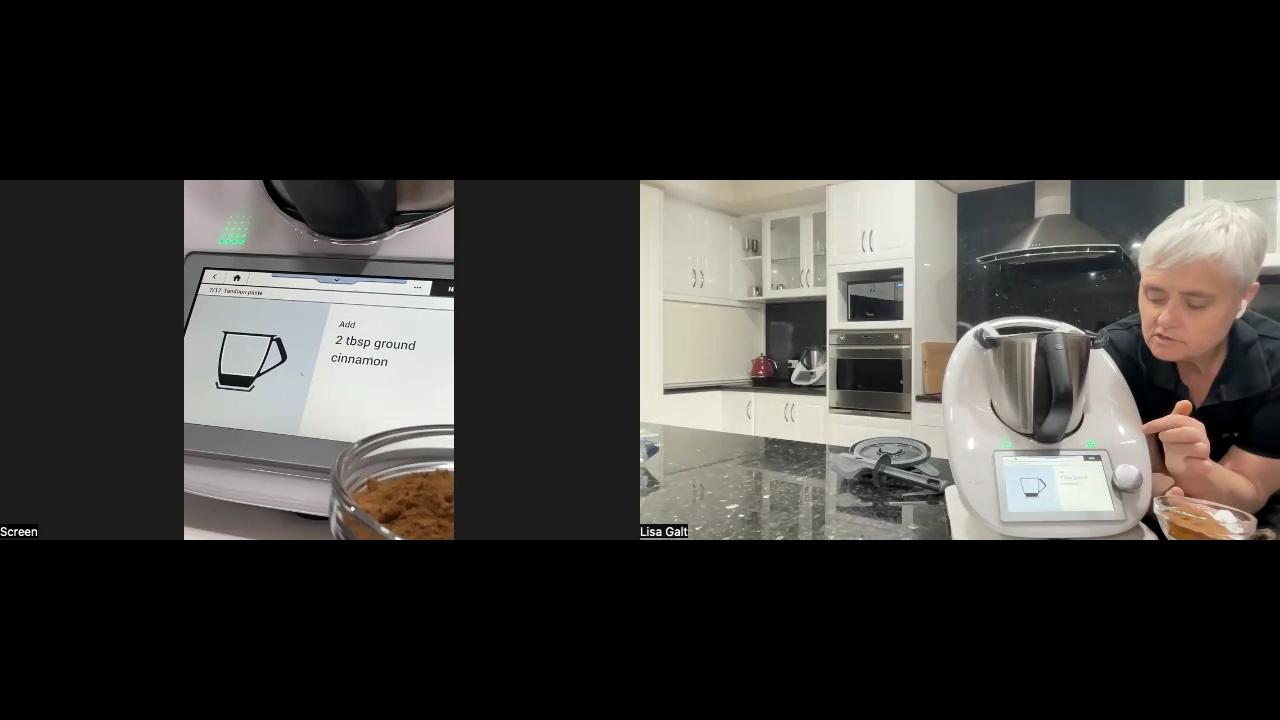 7/17 Tandoori paste
Add
2 tbsp ground
cinnamon
Screen
Lisa Galt